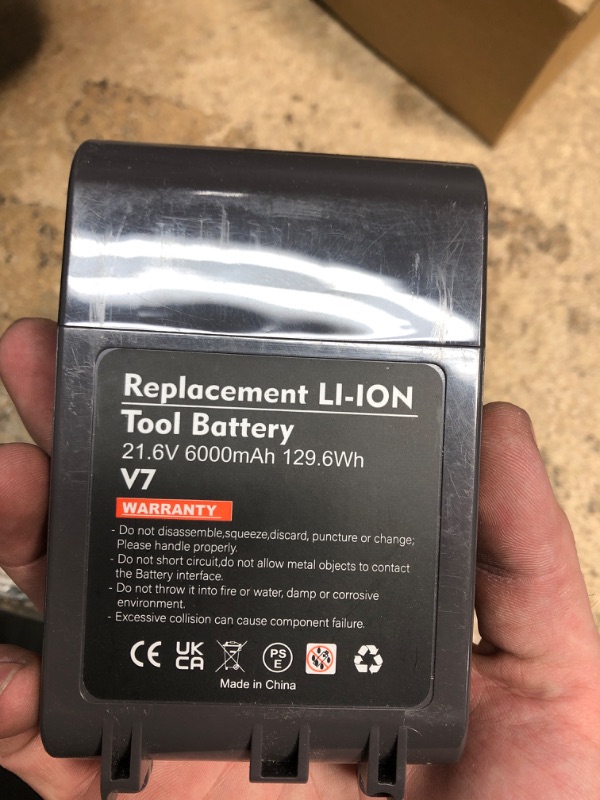 Replacement LI-ION
Tool Battery
21.6V 6000mAh 129.6Wh
V7
WARRANTY
- Do not disassemble,squeeze,discard, puncture or change;
Please handle properly.
- Do not short circuit,do not allow metal objects to contact
the Battery interface.
- Do not throw it into fire or water, damp or corrosive
environment.
- Excessive collision can cause component failure.
CE UK CA PS E
Made in China